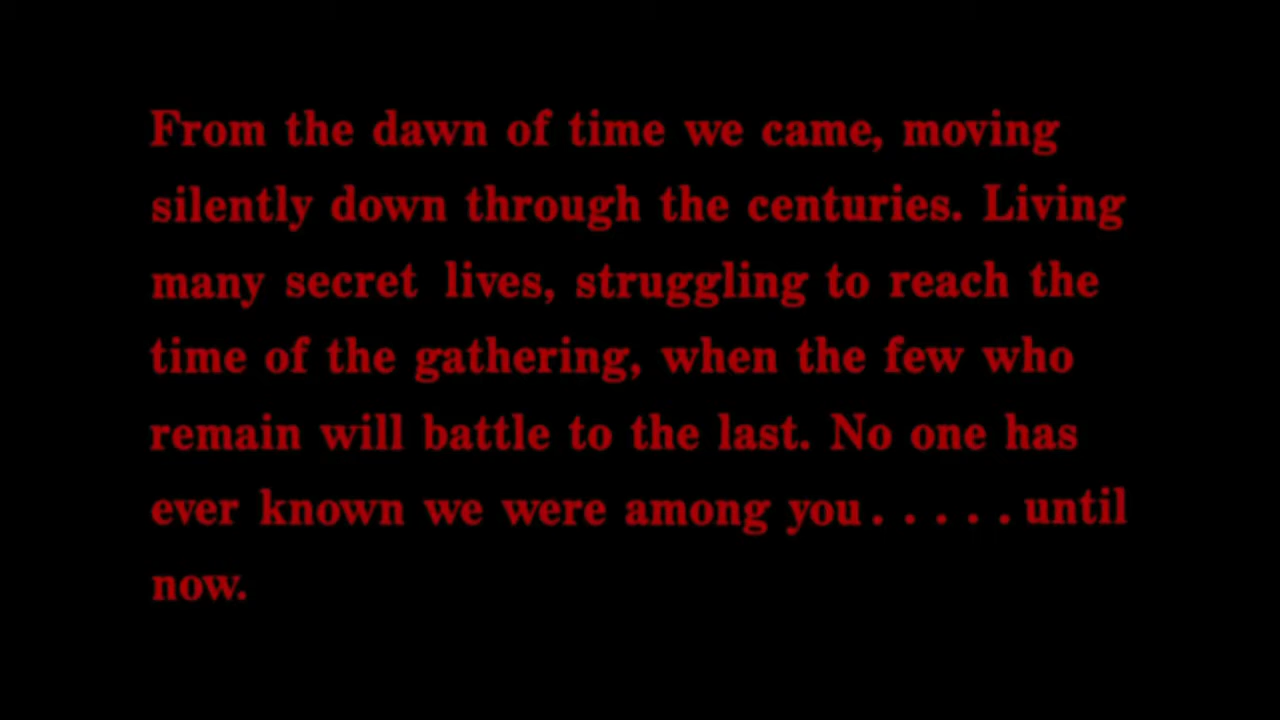 From the dawn of time we came, moving
silently down through the centuries. Living
many secret lives, struggling to reach the
time of the gathering, when the few who
remain will battle to the last. No one has
ever known we were among you . . . . . until
now.